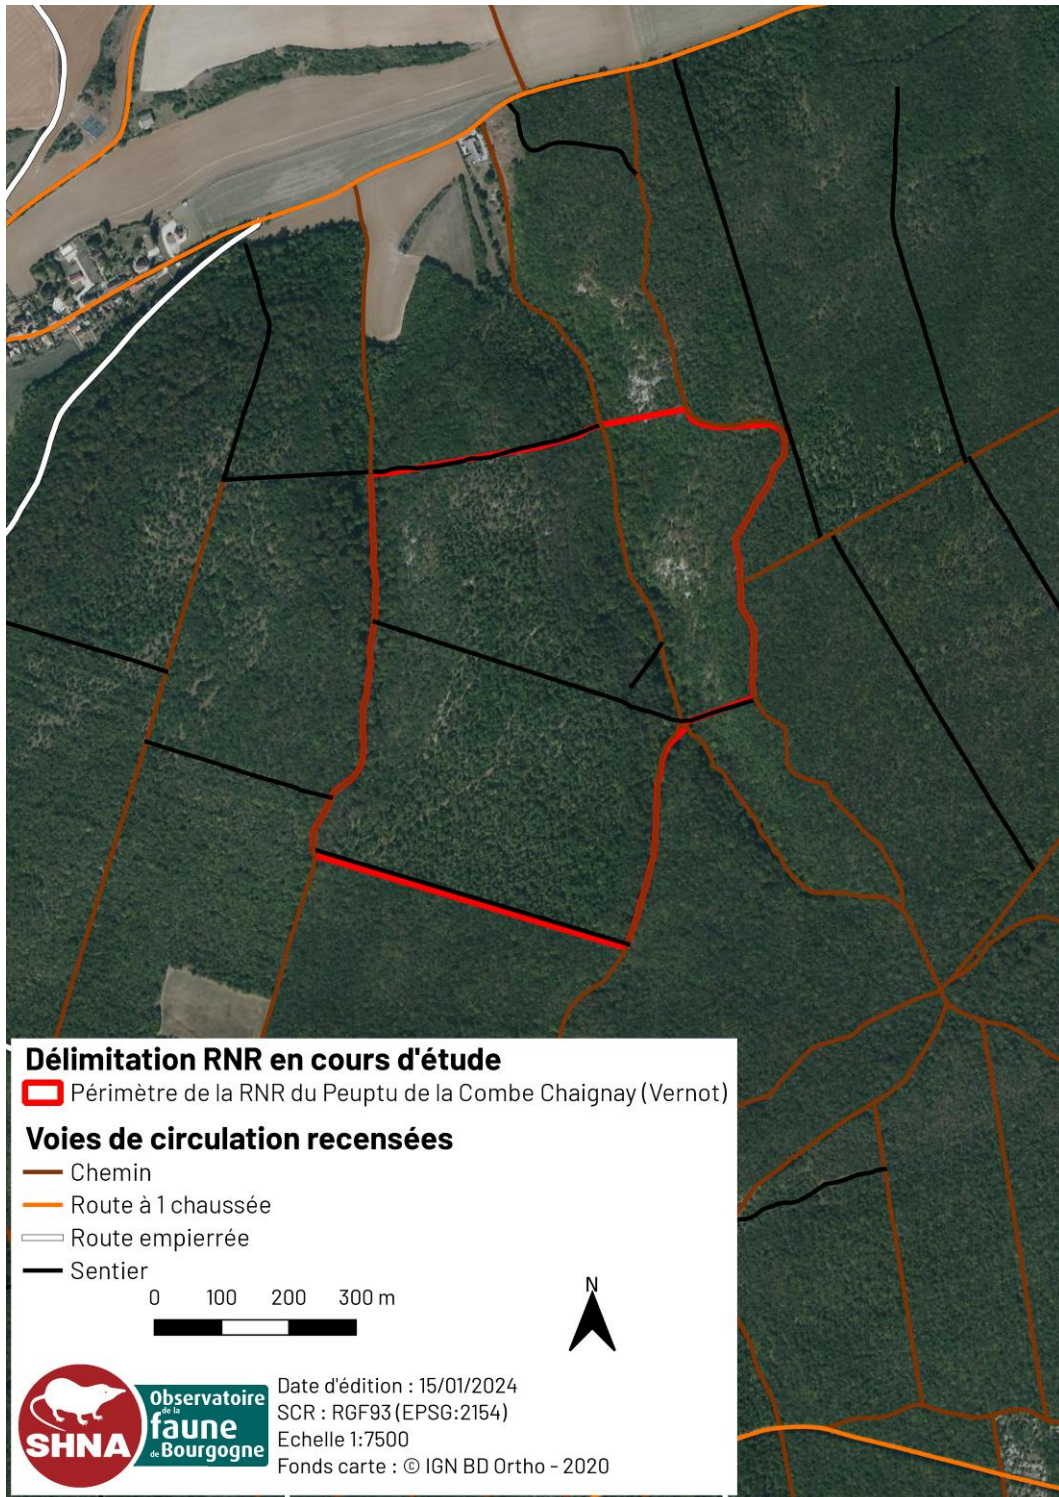 Délimitation RNR en cours d'étude
Périmètre de la RNR du Peuptu de la Combe Chaignay (Vernot)
Voies de circulation recensées
Chemin
Route à 1 chaussée
Route empierrée
Sentier
0 100 200 300 m
N
SHNA
Observatoire
de la
faune
de Bourgogne
Date d'édition : 15/01/2024
SCR : RGF93 (EPSG:2154)
Echelle 1:7500
Fonds carte : © IGN BD Ortho - 2020